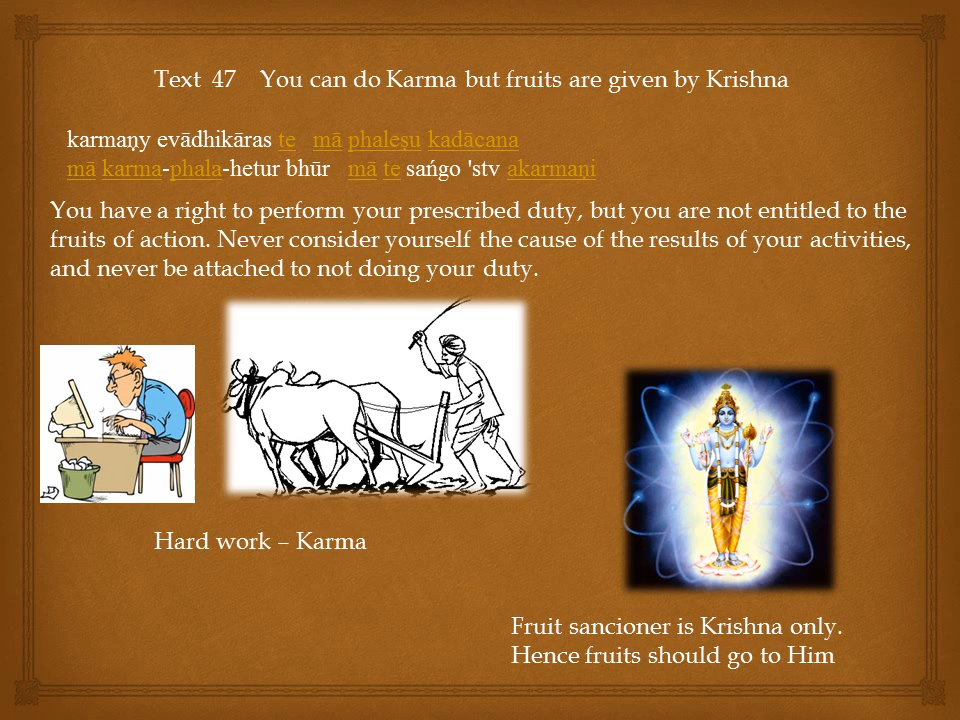 Text 47 You can do Karma but fruits are given by Krishna
karmaṇy evādhikāras te mā phaleṣu kadācana
mā karma-phala-hetur bhūr mā te sańgo 'stv akarmaṇi
You have a right to perform your prescribed duty, but you are not entitled to the
fruits of action. Never consider yourself the cause of the results of your activities,
and never be attached to not doing your duty.
Hard work – Karma
Fruit sancioner is Krishna only.
Hence fruits should go to Him